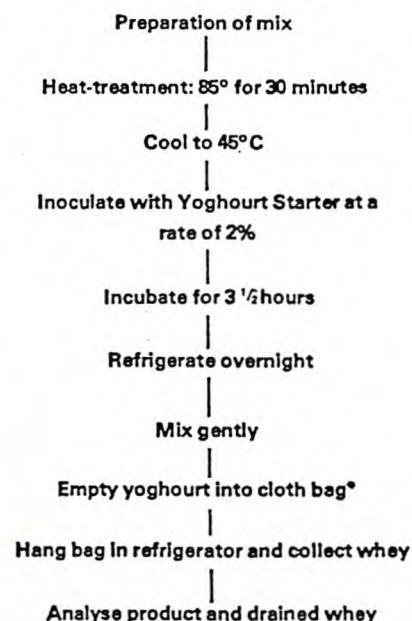 Preparation of mix
Heat-treatment: 85° for 30 minutes
Cool to 45°C
Inoculate with Yoghourt Starter at a
rate of 2%
Incubate for 3 ½ hours
Refrigerate overnight
Mix gently
Empty yoghourt into cloth bag*
Hang bag in refrigerator and collect whey
Analyse product and drained whey